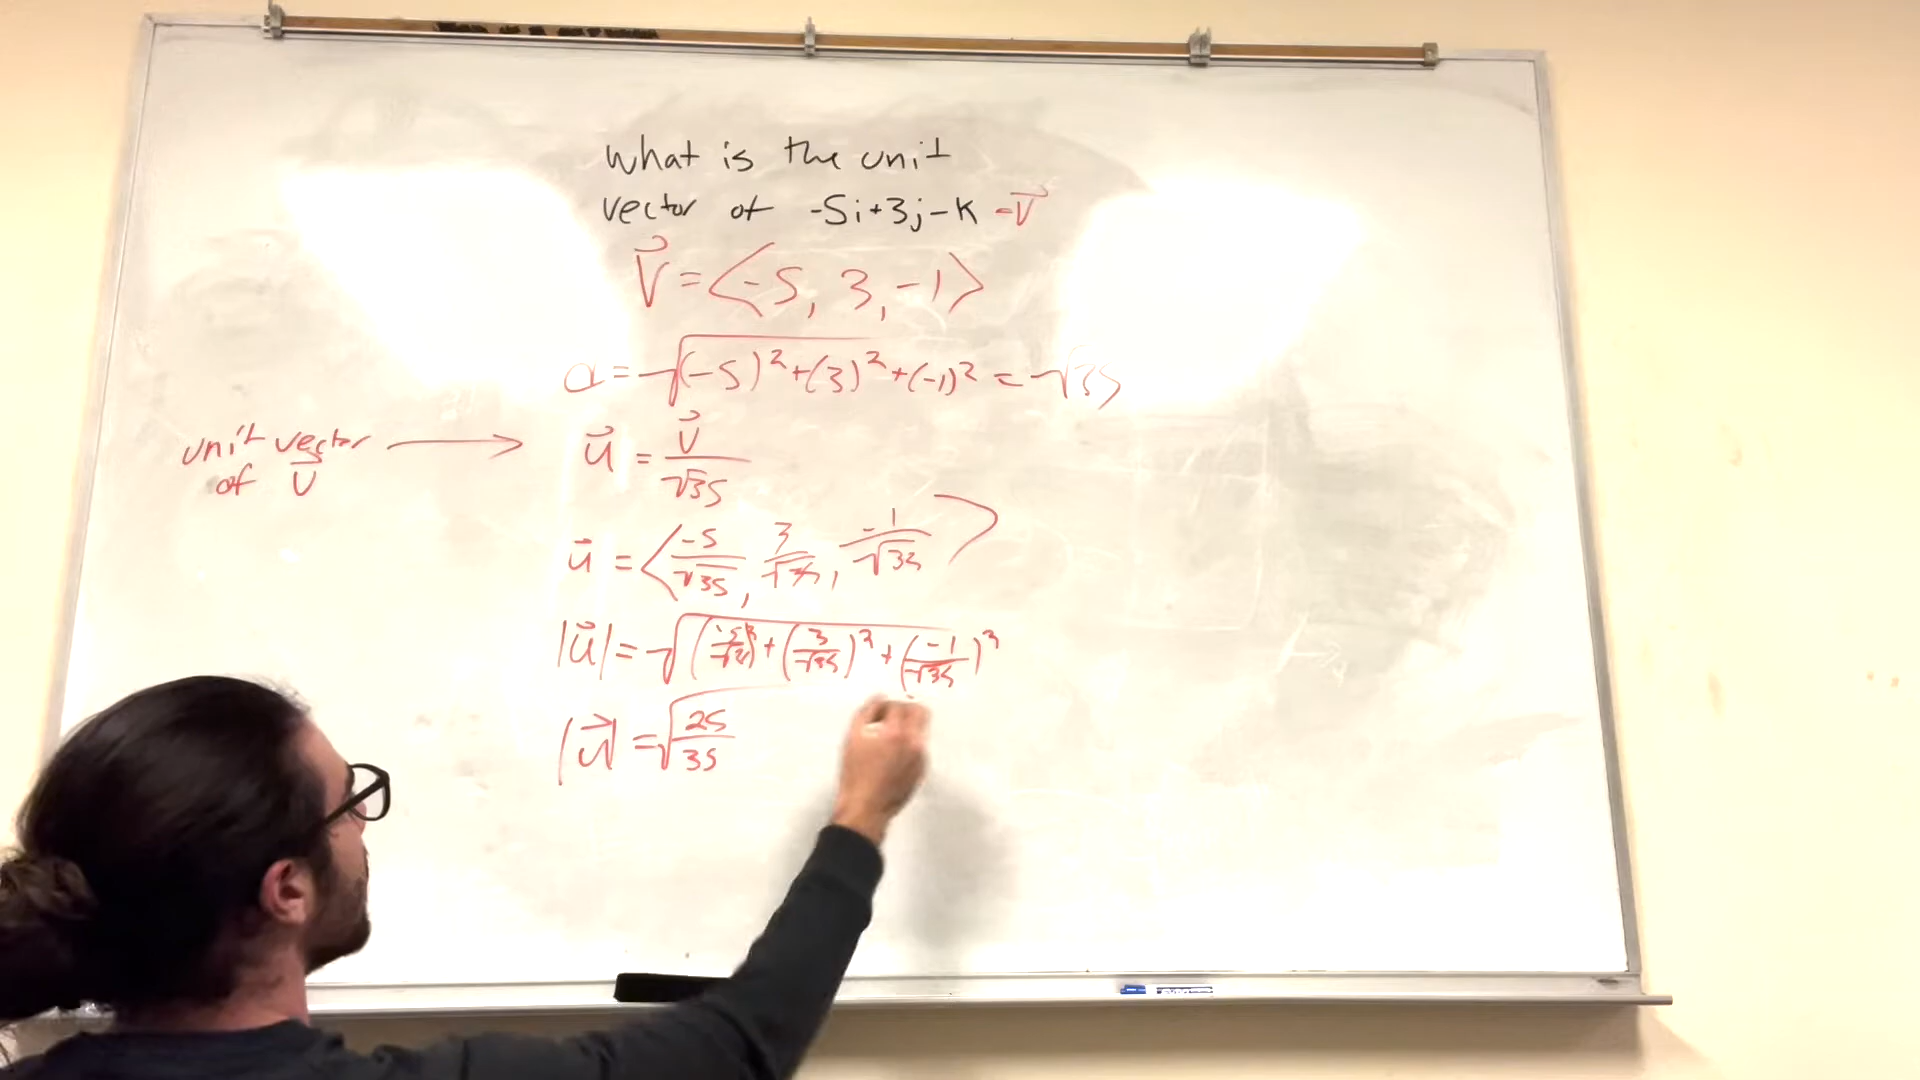 What is the unit
vector of -5i+3j-k = v⃗
v⃗ = <-5, 3, -1>
a = √(-5)² + (3)² + (-1)² = √35
unit vector of v
u⃗ = v⃗/√35
u⃗ = <-5/√35, 3/√35, -1/√35>
|u⃗| = √(-5/√35)² + (3/√35)² + (-1/√35)²
|u⃗| = √25/35